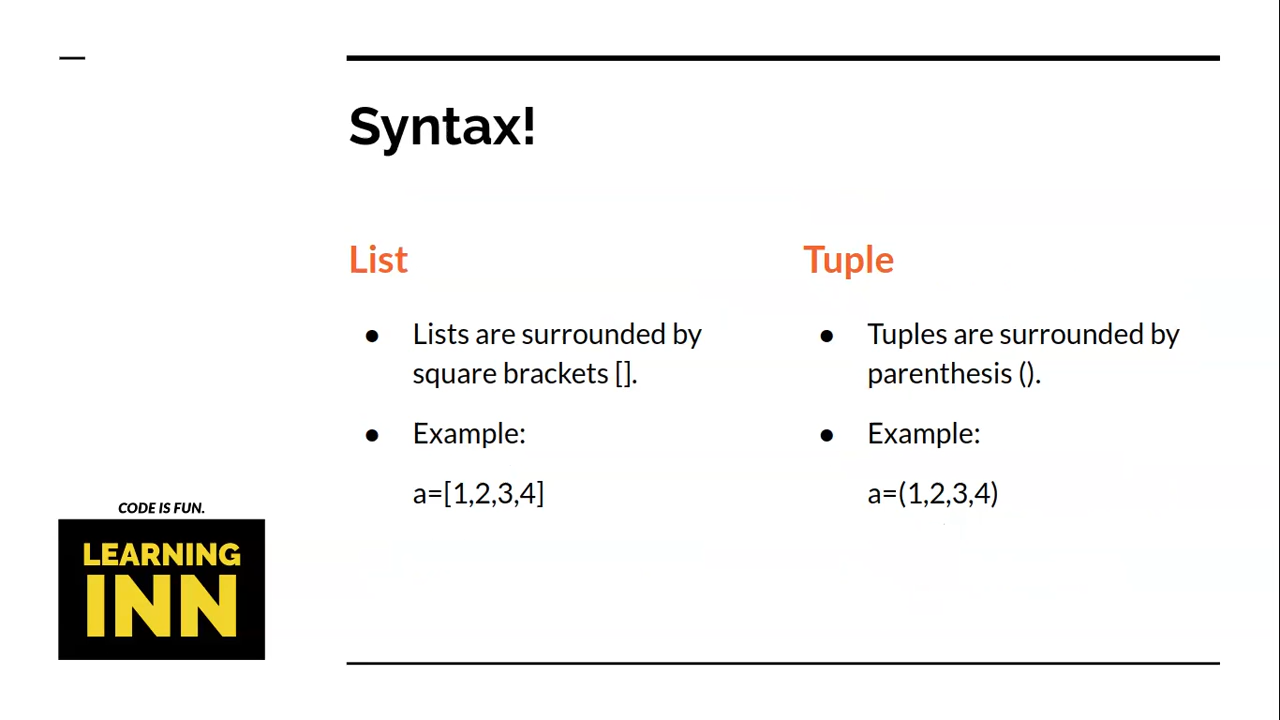 Syntax!
List
● Lists are surrounded by
square brackets [].
● Example:
a=[1,2,3,4]
Tuple
● Tuples are surrounded by
parenthesis ().
● Example:
a=(1,2,3,4)
CODE IS FUN.
LEARNING
INN